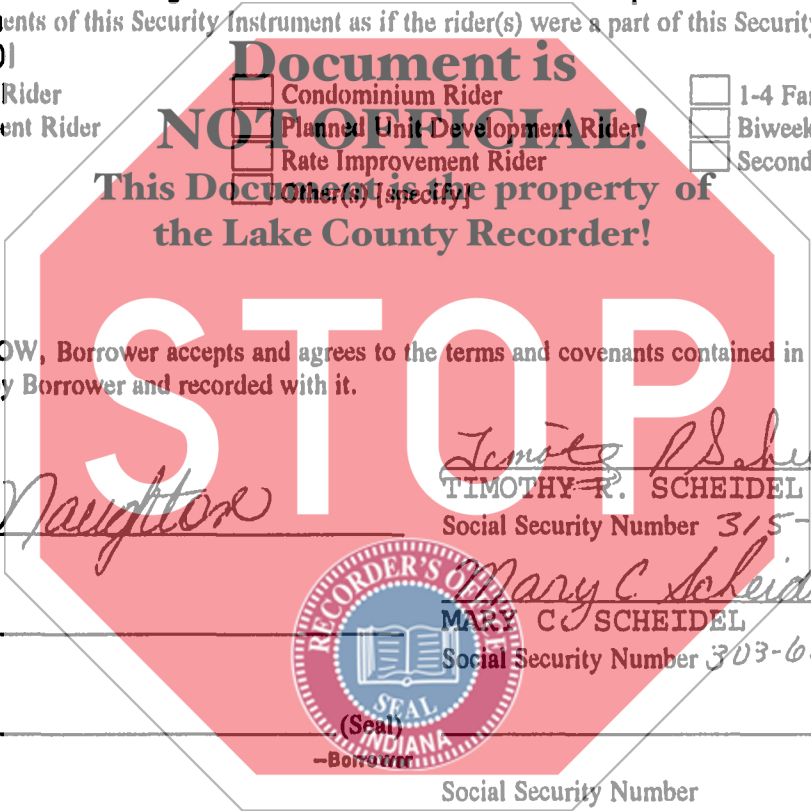 ents of this Security Instrument as if the rider(s) were a part of this Security
Document is
Rider Condominium Rider 1-4 Fam
ent Rider Planned Unit Development Rider Biweek
NOT OFFICIAL!
Rate Improvement Rider Second
This Document is the property of
Other(s) [specify]
the Lake County Recorder!
STOP
OW, Borrower accepts and agrees to the terms and covenants contained in
y Borrower and recorded with it.
Naughton
TIMOTHY R. SCHEIDEL
Social Security Number 315-
Mary C Scheid
MARY C. SCHEIDEL
Social Security Number 303-6
RECORDER'S OFFICE
SEAL
INDIANA
(Seal)
-Borrower
Social Security Number